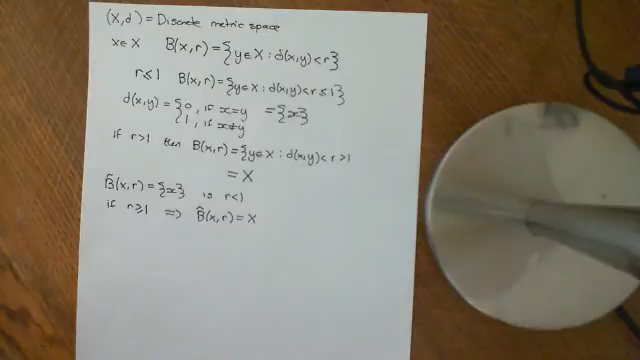 (X,d) = Discrete metric space
x∈X B(x,r) = {y∈X : d(x,y)<r}
r≤1 B(x,r) = {y∈X : d(x,y)<r≤1}
d(x,y) = {0, if x=y = {x}
1, if x≠y
if r>1 then B(x,r) = {y∈X : d(x,y)<r>1
= X
B̄(x,r) = {x} is r<1
if r≥1 ⇒ B̄(x,r) = X